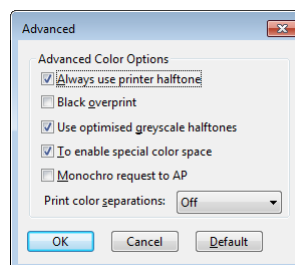 Advanced
Advanced Color Options
Always use printer halftone
Black overprint
Use optimised greyscale halftones
To enable special color space
Monochro request to AP
Print color separations: Off
OK Cancel Default